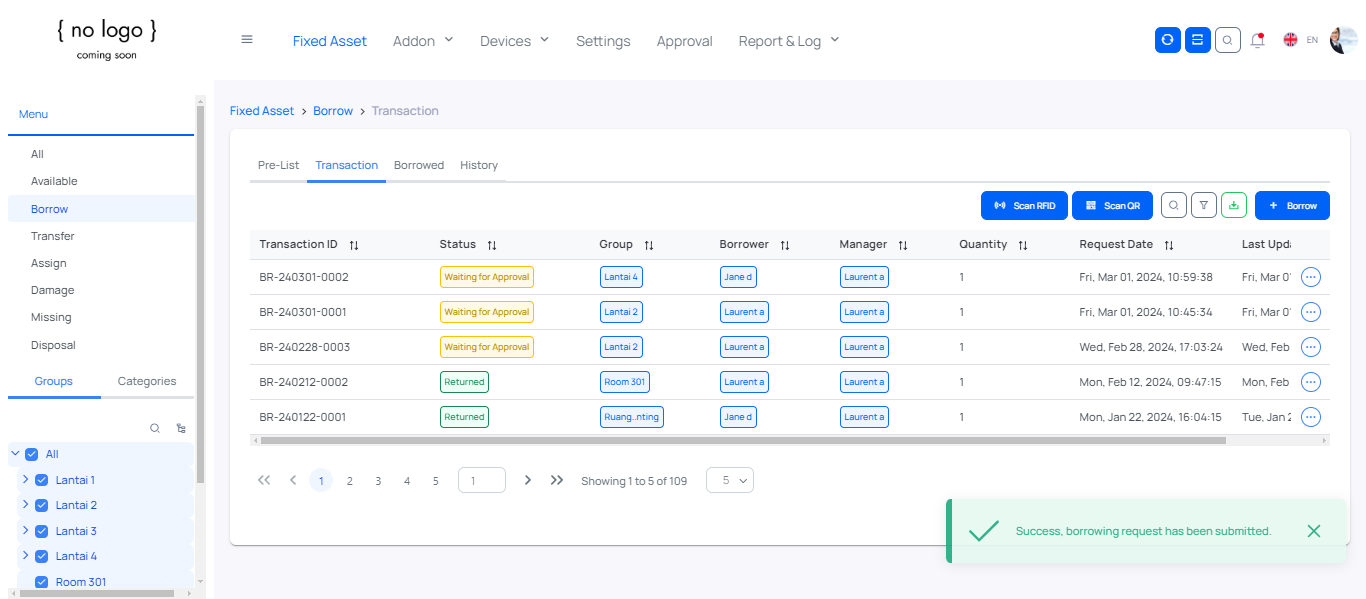 { no logo }
coming soon
Fixed Asset Addon Devices Settings Approval Report & Log EN
Menu
All
Available
Borrow
Transfer
Assign
Damage
Missing
Disposal
Groups Categories
All
Lantai 1
Lantai 2
Lantai 3
Lantai 4
Room 301
Fixed Asset > Borrow > Transaction
Pre-List Transaction Borrowed History
Scan RFID Scan QR + Borrow
Transaction ID Status Group Borrower Manager Quantity Request Date Last Upd
BR-240301-0002 Waiting for Approval Lantai 4 Jane d Laurent a 1 Fri, Mar 01, 2024, 10:59:38 Fri, Mar 0
BR-240301-0001 Waiting for Approval Lantai 2 Laurent a Laurent a 1 Fri, Mar 01, 2024, 10:45:34 Fri, Mar 0
BR-240228-0003 Waiting for Approval Lantai 2 Laurent a Laurent a 1 Wed, Feb 28, 2024, 17:03:24 Wed, Feb
BR-240212-0002 Returned Room 301 Laurent a Laurent a 1 Mon, Feb 12, 2024, 09:47:15 Mon, Feb
BR-240122-0001 Returned Ruang..nting Jane d Laurent a 1 Mon, Jan 22, 2024, 16:04:15 Tue, Jan 2
1 2 3 4 5 1 Showing 1 to 5 of 109 5
Success, borrowing request has been submitted.